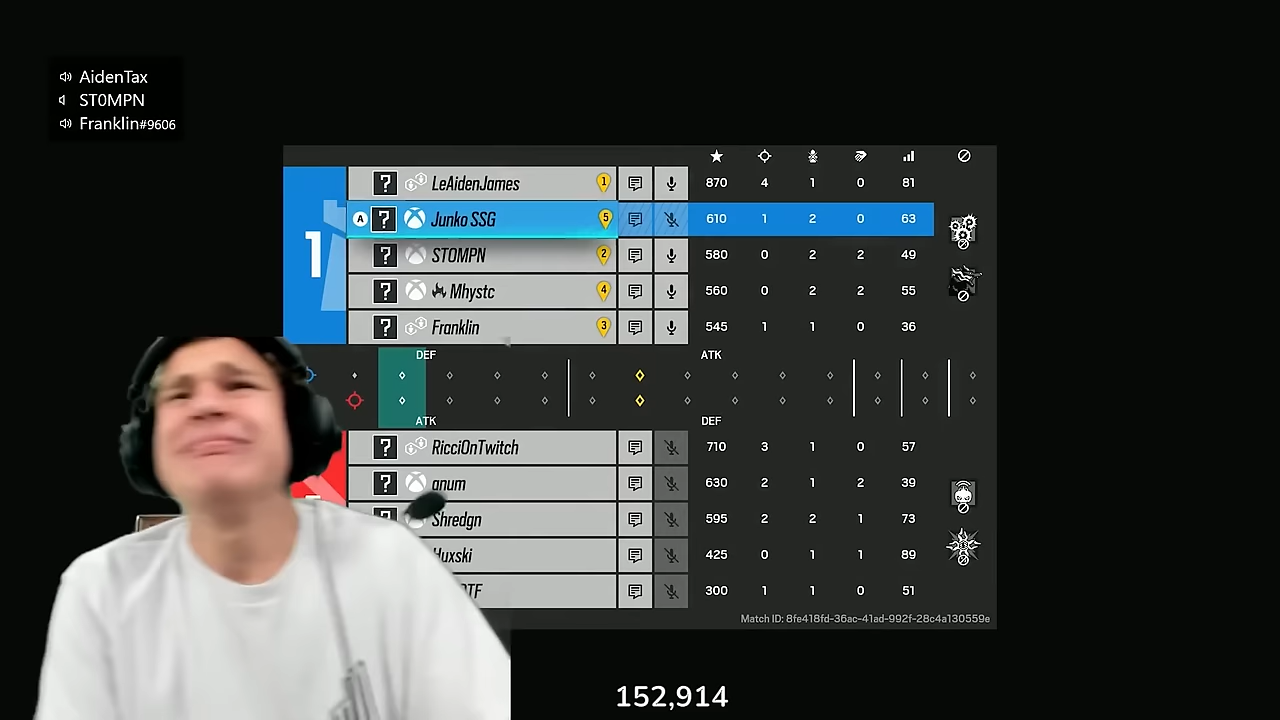 AidenTax
ST0MPN
Franklin#9606
? LeAidenJames 1 870 4 1 0 81
A ? Junko SSG 5 610 1 2 0 63
? ST0MPN 2 580 0 2 2 49
1
? Mhystc 4 560 0 2 2 55
? Franklin 3 545 1 1 0 36
DEF ATK
ATK DEF
? RicciOnTwitch 710 3 1 0 57
? anum 630 2 1 2 39
? Shredgn 595 2 2 1 73
Huxski 425 0 1 1 89
300 1 1 0 51
Match ID: 8fe418fd-36ac-41ad-992f-28c4a130559e
152,914